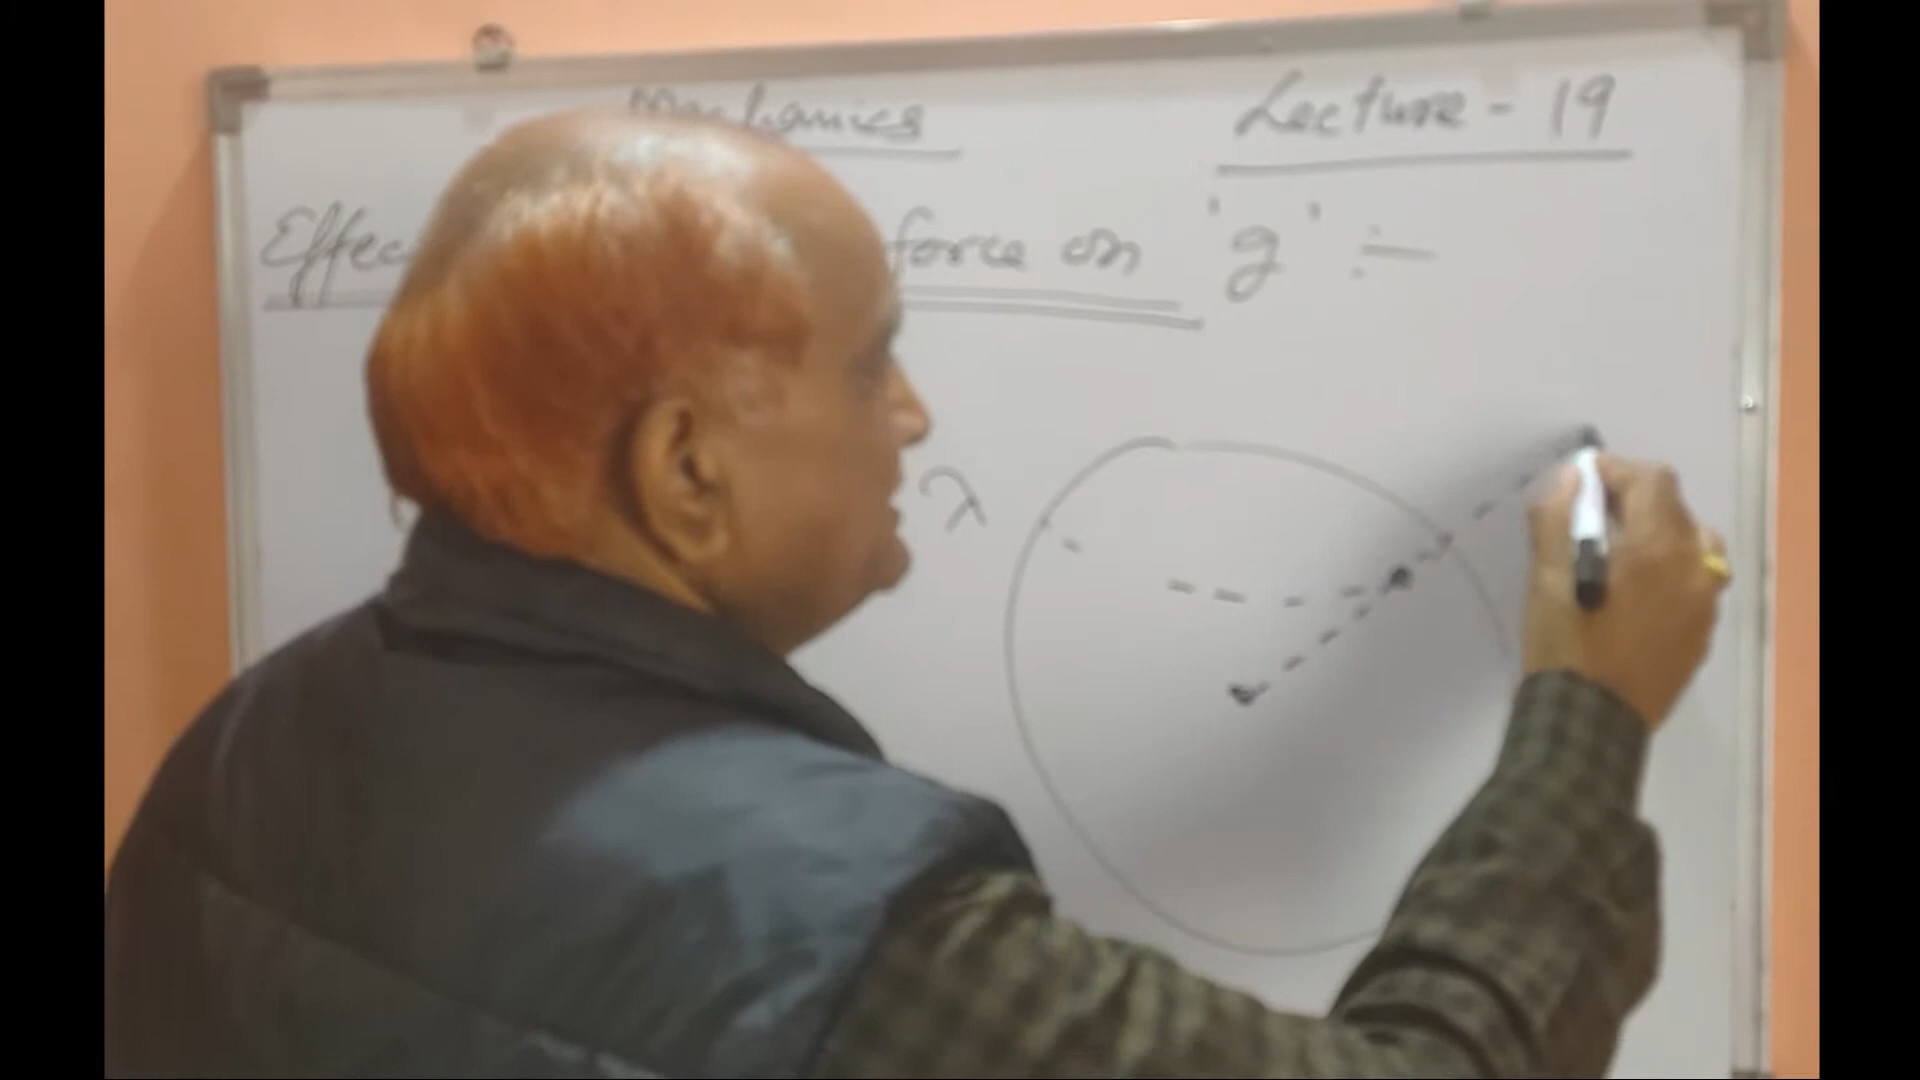 Mechanics
Lecture - 19
Effec force on 'g' :-
λ